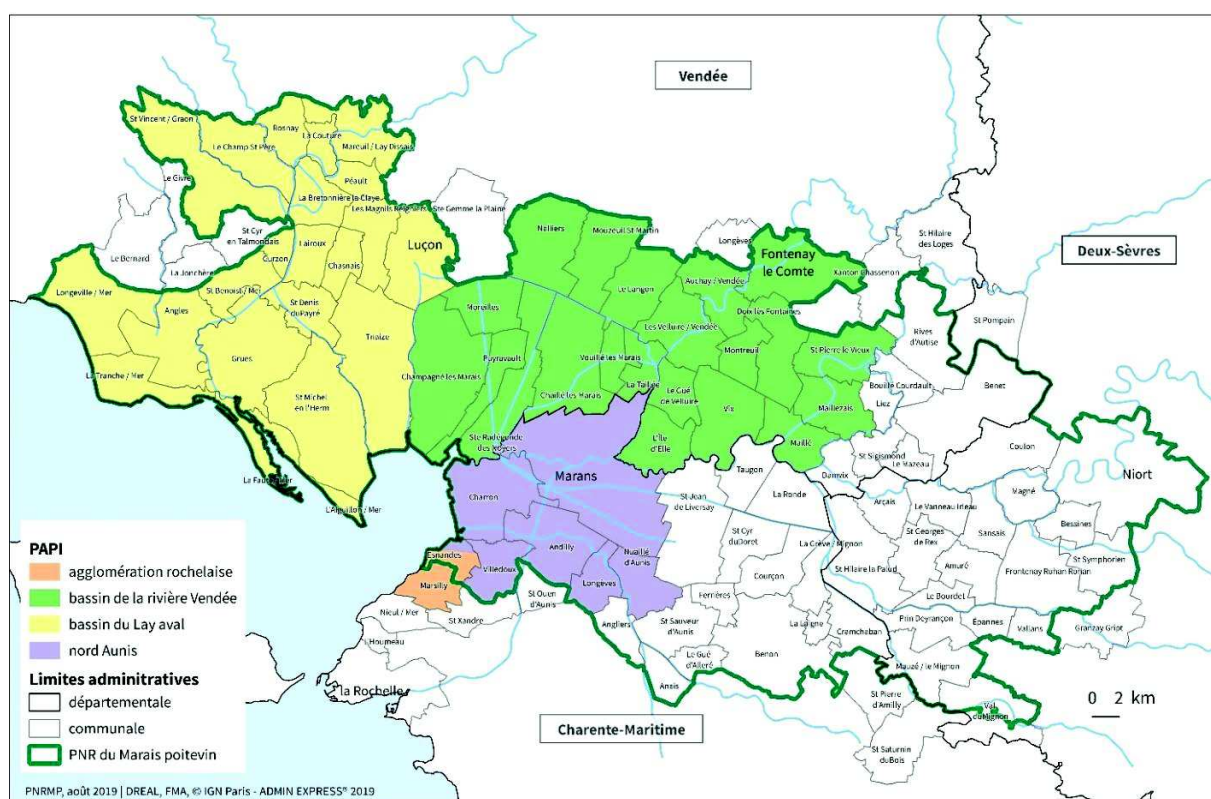 Vendée
St Vincent / Graon
Rosnay
La Couture
Le Champ St Père
Mareuil / Lay Dissais
Le Givre
Péault
La Bretonnière la Claye
Ste Gemme la Plaine
St Cyr
en Talmondais
Luçon
Lairoux
Le Bernard
Curzon
Chasnais
La Jonchère
Nalliers
Mouzeuil St Martin
Longèves
Fontenay
le Comte
St Hilaire
des Loges
Deux-Sèvres
Xanton Chassenon
Auchay / Vendée
Le Langon
Doix lès Fontaines
Longeville / Mer
St Benoist / Mer
St Denis
du Payré
Angles
Moreilles
Triaize
Les Velluire / Vendée
St Pompain
Rives
d'Autise
Puyravault
Vouillé les Marais
Montreuil
St Pierre le Vieux
Grues
La Tranche / Mer
Champagné les Marais
La Taillée
Le Gué
de Velluire
Bouillé Courdault
Liez
Benet
St Michel
en l'Herm
Chaillé les Marais
Vix
Maillezais
Ste Radégonde
des Noyers
L'Île
d'Elle
Maillé
St Sigismond
Le Mazeau
Coulon
Niort
Damvix
La Faute / Mer
L'Aiguillon / Mer
Marans
Taugon
La Ronde
Charron
St Jean
de Liversay
Arçais
Le Vanneau Irleau
Magné
Bessines
St Georges
de Rex
Sansais
St Cyr
du Doret
La Grève / Mignon
St Symphorien
Esnandes
Villedoux
Andilly
Nuaillé
d'Aunis
St Hilaire la Palud
Amuré
Frontenay Rohan Rohan
Marsilly
Longèves
Courçon
Le Bourdet
St Ouen
d'Aunis
Ferrières
Nieul / Mer
St Xandre
Angliers
St Sauveur
d'Aunis
La Laigne
Cramchaban
Prin Deyrançon
Épannes
Vallans
Granzay Gript
L'Houmeau
Le Gué
d'Alleré
Benon
Anais
Mauzé / le Mignon
la Rochelle
St Pierre
d'Amilly
Val
du Mignon
Charente-Maritime
St Saturnin
du Bois
0 2 km
PAPI
agglomération rochelaise
bassin de la rivière Vendée
bassin du Lay aval
nord Aunis
Limites adminitratives
départementale
communale
PNR du Marais poitevin
PNRMP, août 2019 | DREAL, FMA, © IGN Paris - ADMIN EXPRESS® 2019